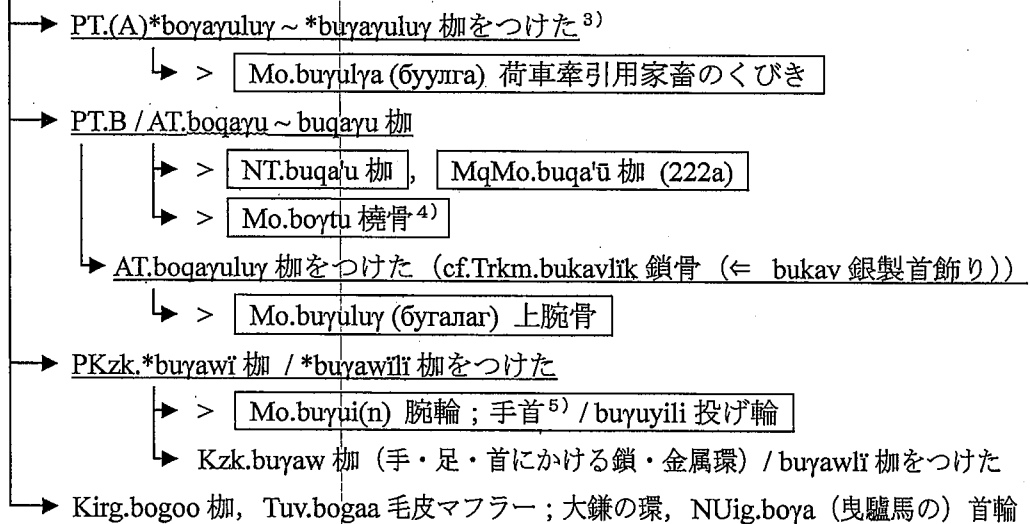 PT.(A)*boγaγuluγ ~ *buγaγuluγ 枷をつけた³⁾
> Mo.buγulγa (буулга) 荷車牽引用家畜のくびき
PT.B / AT.boqaγu ~ buqaγu 枷
> NT.buqa'u 枷 , MqMo.buqa'ū 枷 (222a)
> Mo.boγtu 橈骨⁴⁾
AT.boqaγuluγ 枷をつけた (cf.Trkm.bukavlïk 鎖骨 (⇐ bukav 銀製首飾り))
> Mo.buγuluγ (бугалаг) 上腕骨
PKzk.*buγawï 枷 / *buγawïlï 枷をつけた
> Mo.buγui(n) 腕輪 ; 手首⁵⁾ / buγuyili 投げ輪
Kzk.buγaw 枷 (手・足・首にかける鎖・金属環) / buγawlï 枷をつけた
Kirg.bogoo 枷, Tuv.bogaa 毛皮マフラー ; 大鎌の環, NUig.boγa (曳驢馬の) 首輪